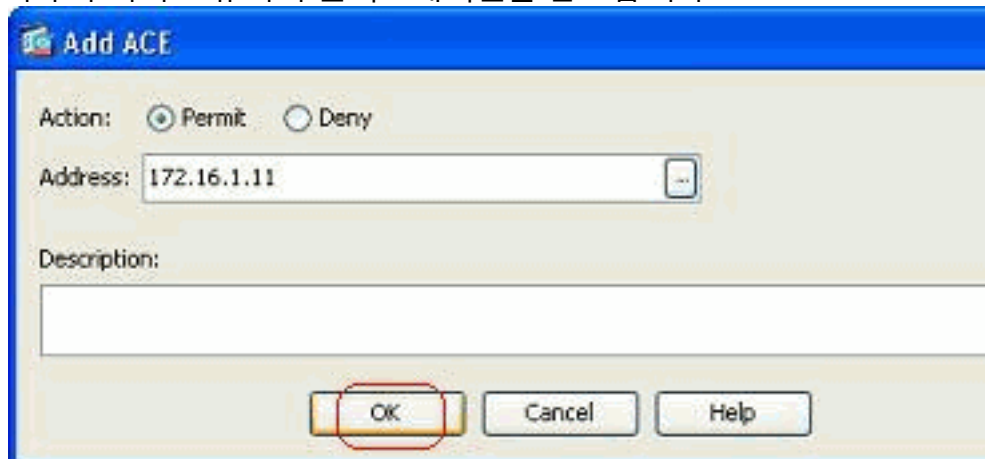 Add ACE
Action: Permit Deny
Address: 172.16.1.11 ...
Description:
OK Cancel Help